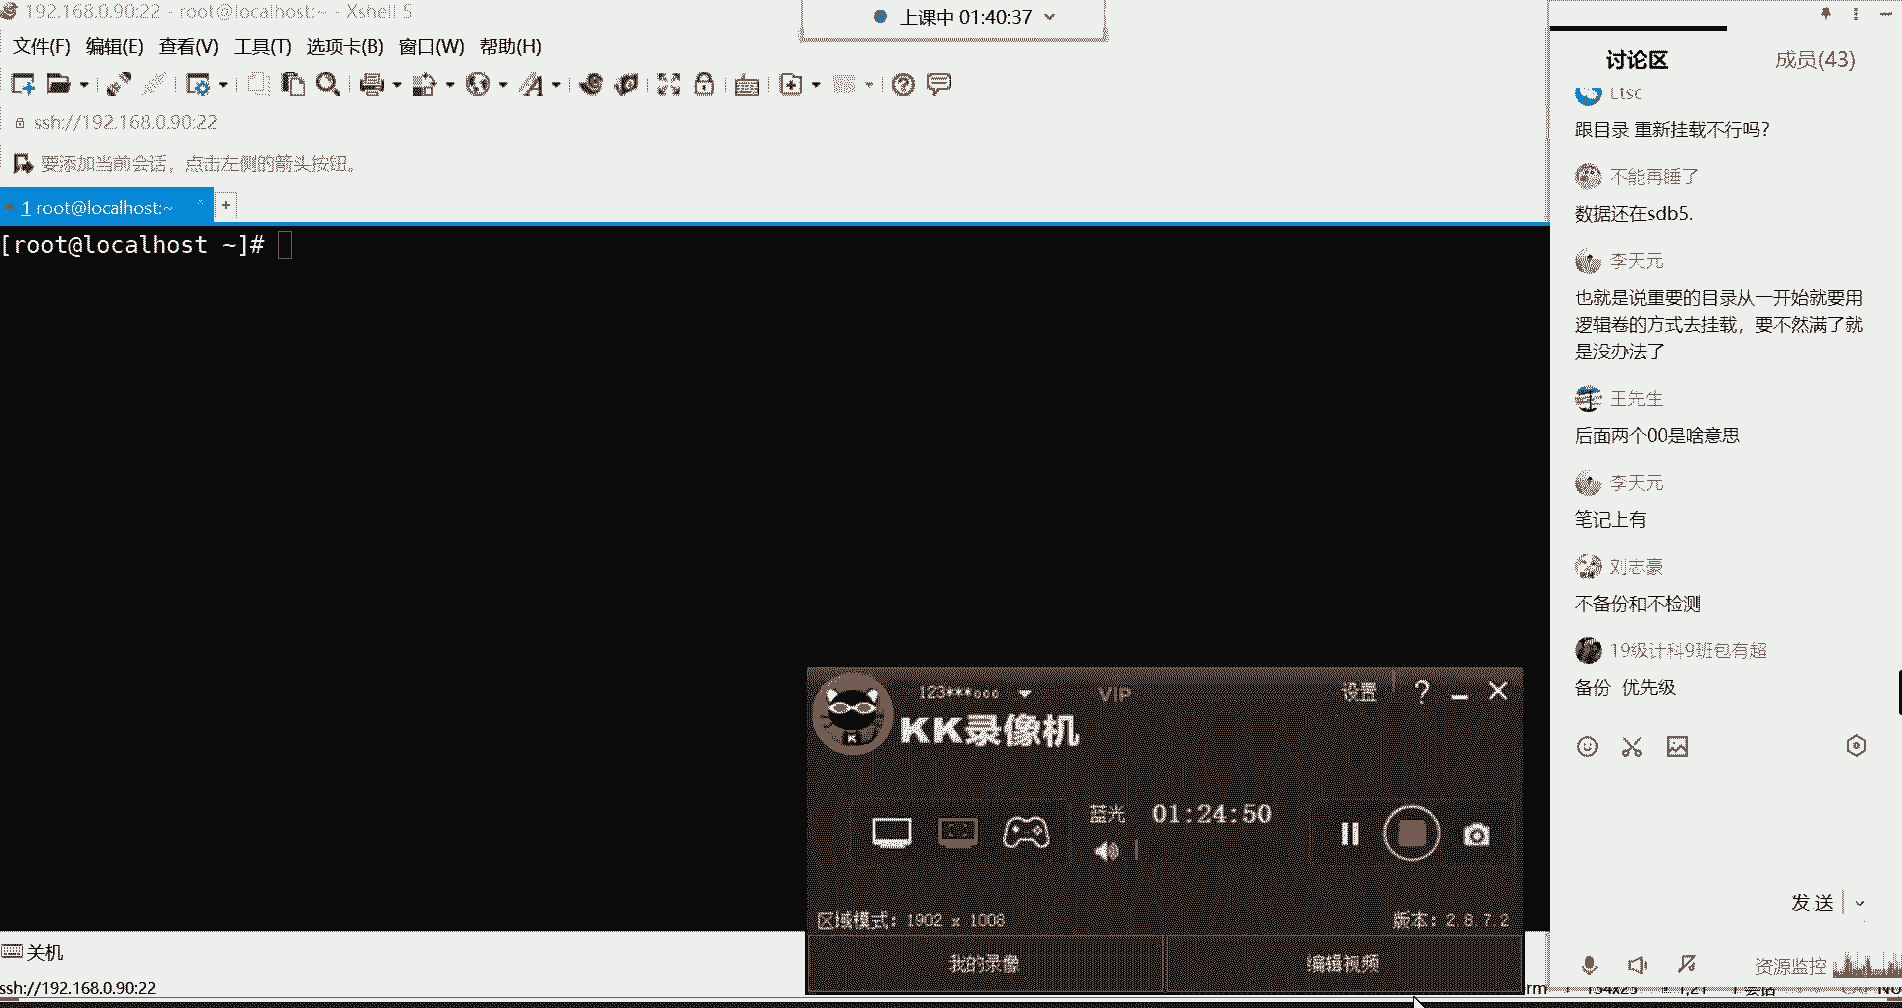 192.168.0.90:22 - root@localhost:~ - Xshell 5
上课中 01:40:37
文件(F) 编辑(E) 查看(V) 工具(T) 选项卡(B) 窗口(W) 帮助(H)
ssh://192.168.0.90:22
要添加当前会话，点击左侧的箭头按钮。
1 root@localhost:~
+
[root@localhost ~]#
讨论区 成员(43)
Ltsc
跟目录 重新挂载不行吗？
不能再睡了
数据还在sdb5.
李天元
也就是说重要的目录从一开始就要用
逻辑卷的方式去挂载，要不然满了就
是没办法了
王先生
后面两个00是啥意思
李天元
笔记上有
刘志豪
不备份和不检测
19级计科9班包有超
备份 优先级
发送
资源监控
123***ooo VIP 设置
KK录像机
蓝光 01:24:50
区域模式：1902 x 1008 版本：2.8.7.2
我的录像 编辑视频
关机
ssh://192.168.0.90:22